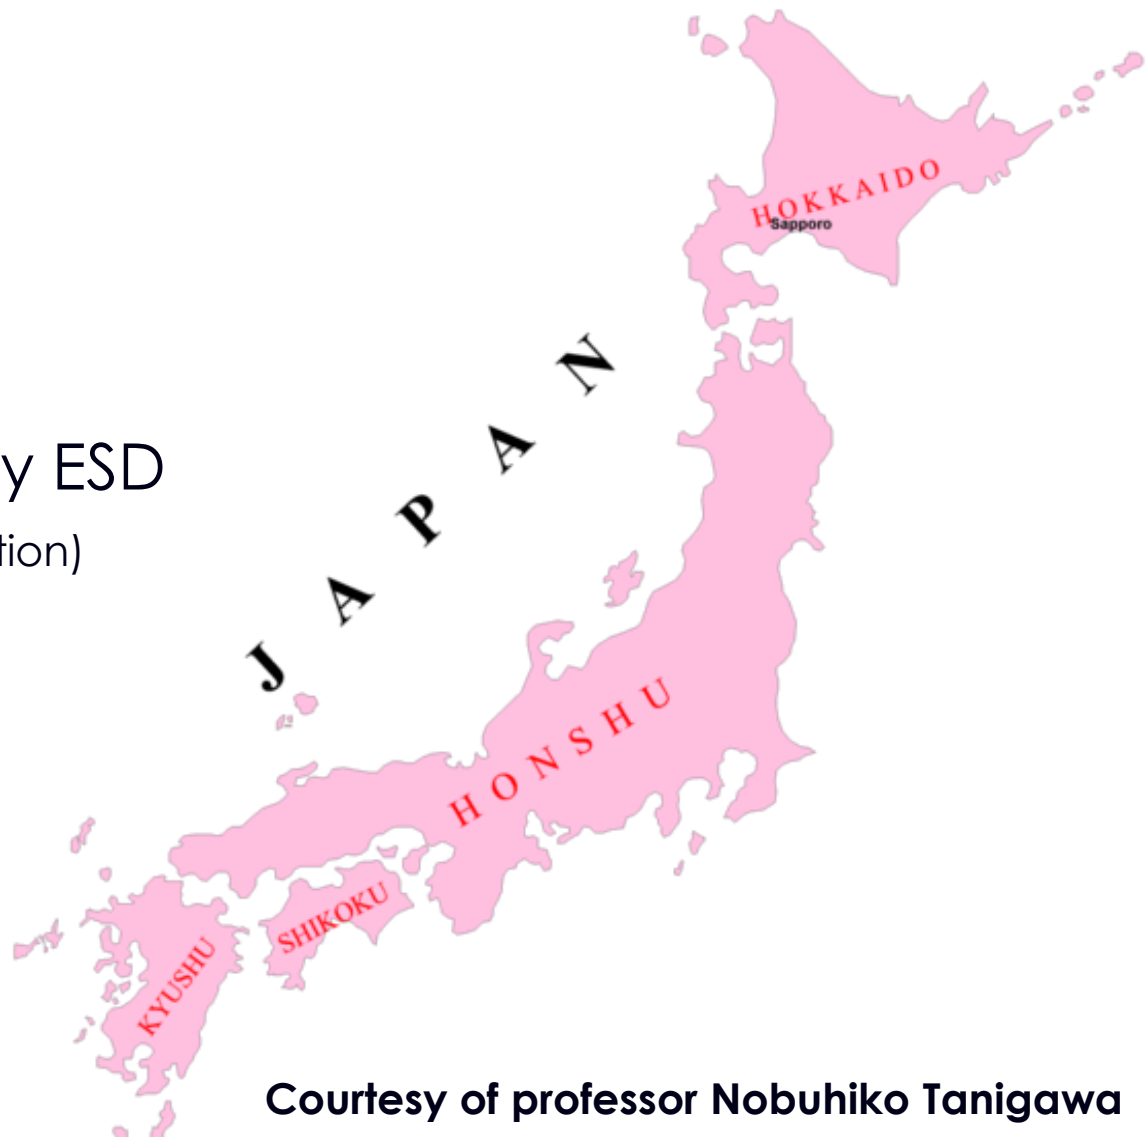 HOKKAIDO
Sapporo
JAPAN
y ESD
tion)
HONSHU
SHIKOKU
KYUSHU
Courtesy of professor Nobuhiko Tanigawa